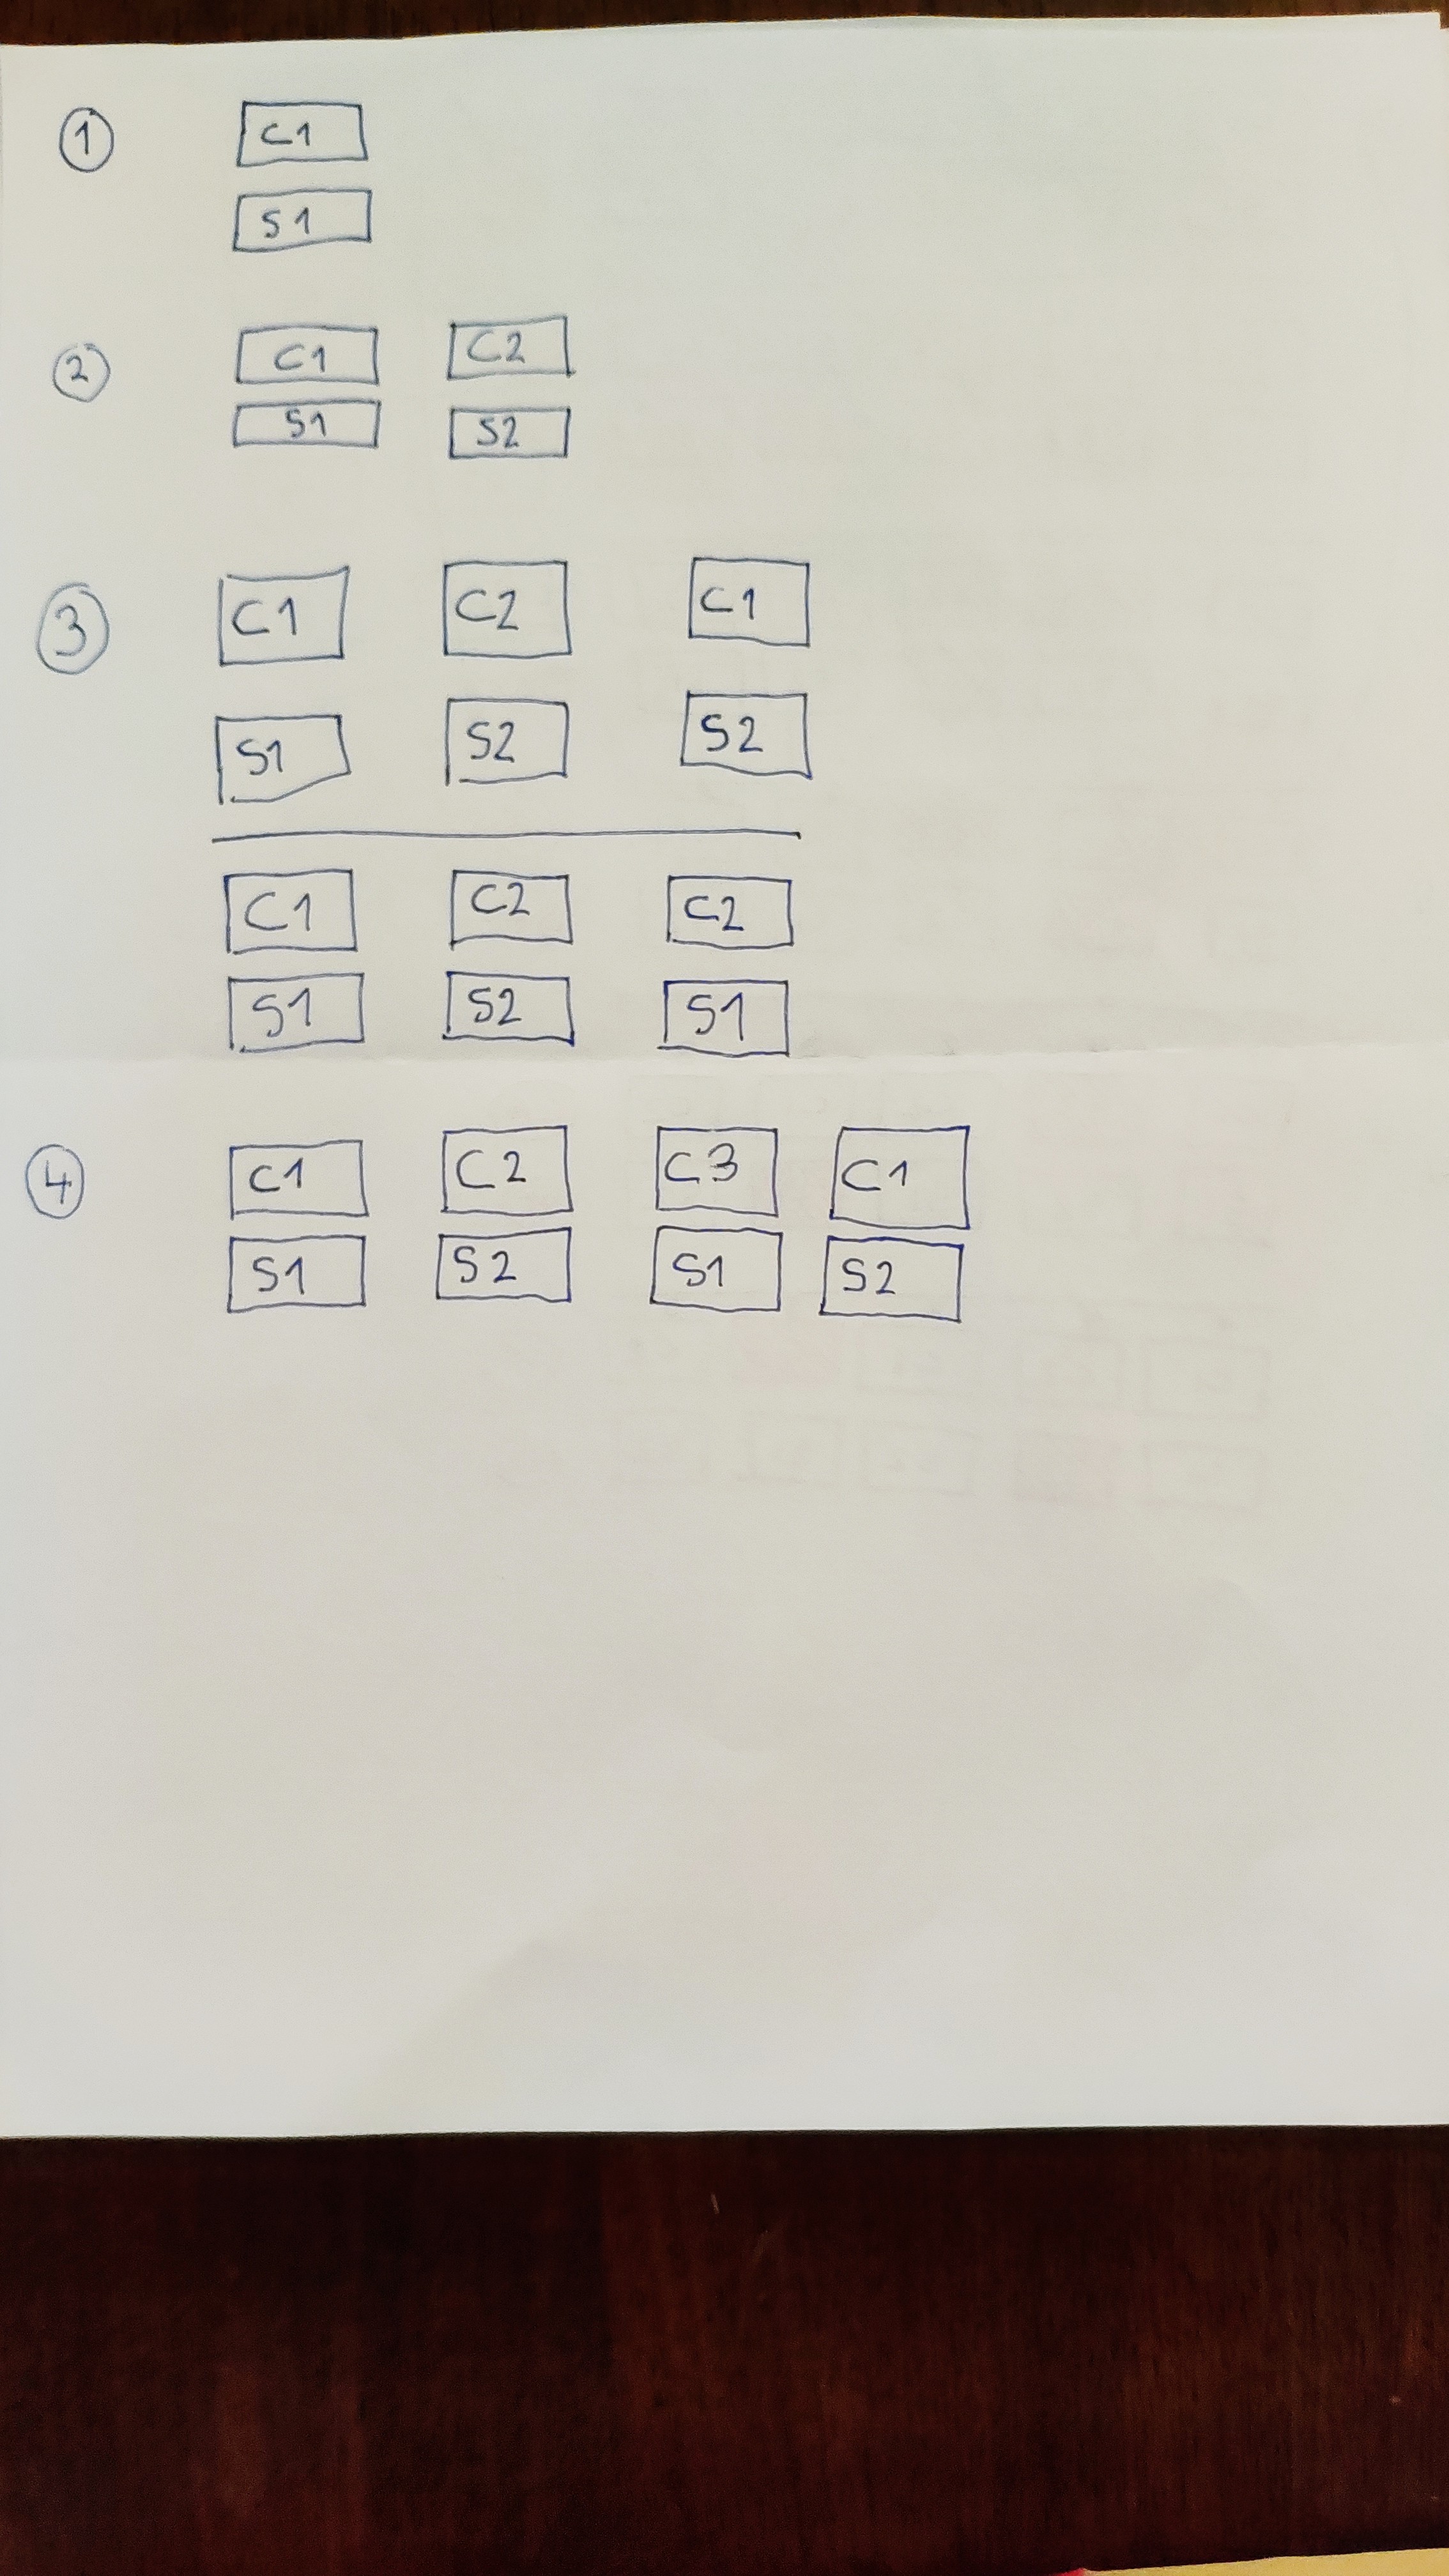 1 C1
S1
2 C1 C2
S1 S2
3 C1 C2 C1
S1 S2 S2
C1 C2 C2
S1 S2 S1
4 C1 C2 C3 C1
S1 S2 S1 S2